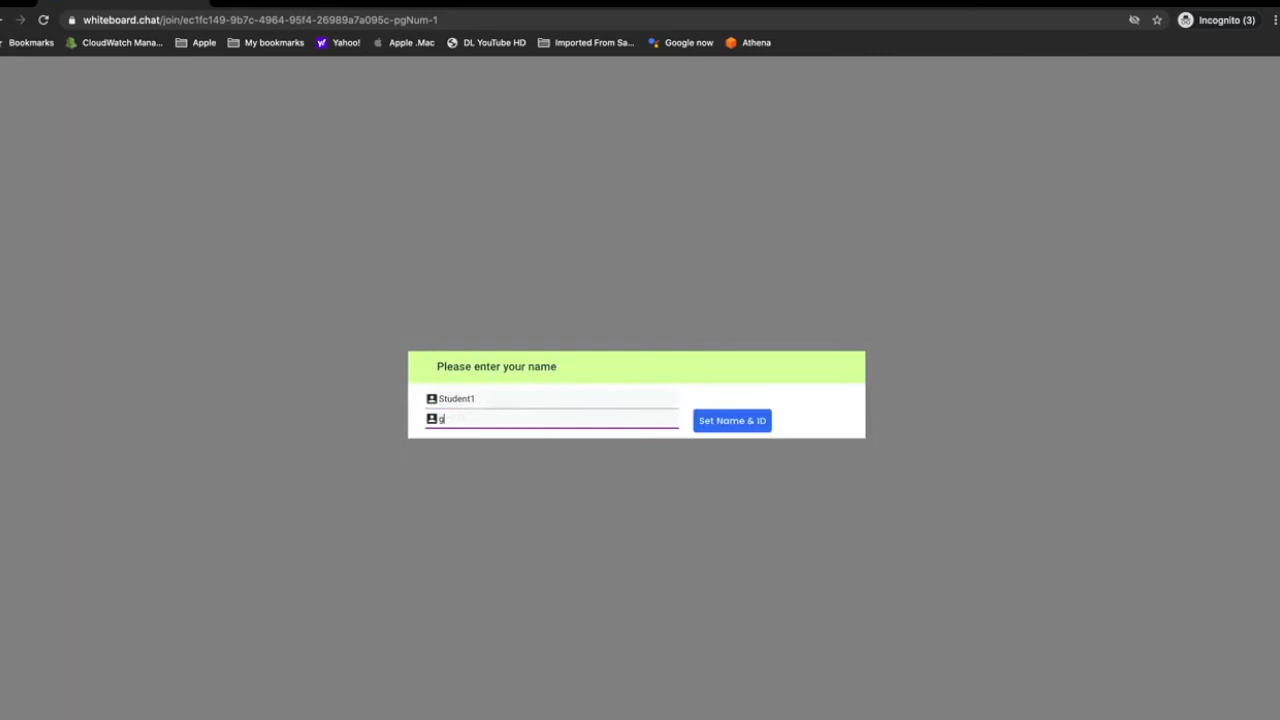 whiteboard.chat/join/ec1fc149-9b7c-4964-95f4-26989a7a095c-pgNum-1
Incognito (3)
Bookmarks CloudWatch Mana... Apple My bookmarks Yahoo! Apple .Mac DL YouTube HD Imported From Sa... Google now Athena
Please enter your name
Student1
g
Set Name & ID